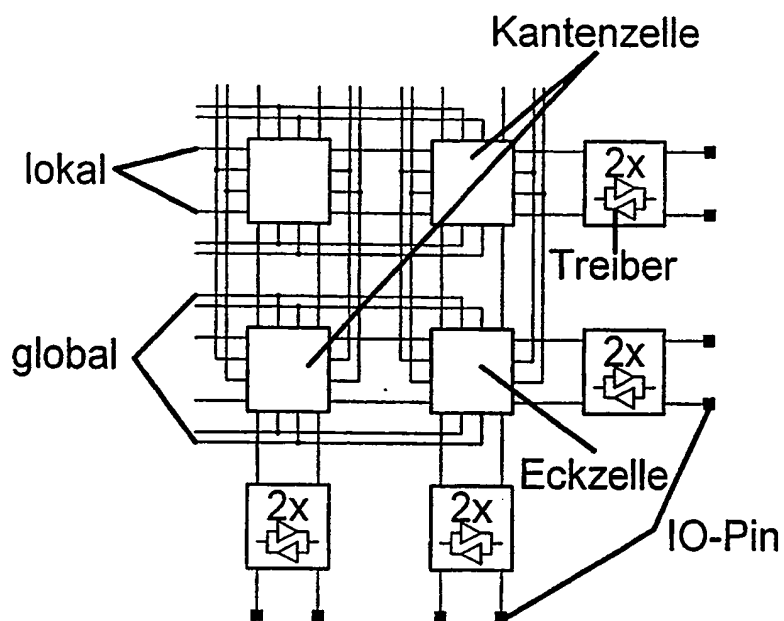 Kantenzelle
lokal
2x
Treiber
global
2x
Eckzelle
2x
2x
IO-Pin